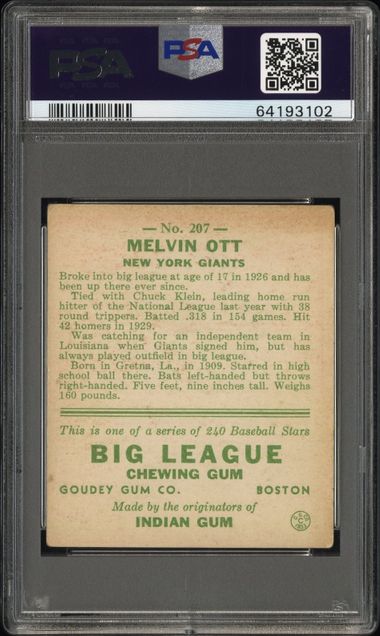 PSA
PSA
64193102
— No. 207 —
MELVIN OTT
NEW YORK GIANTS
Broke into big league at age of 17 in 1926 and has
been up there ever since.
Tied with Chuck Klein, leading home run
hitter of the National League last year with 38
round trippers. Batted .318 in 154 games. Hit
42 homers in 1929.
Was catching for an independent team in
Louisiana when Giants signed him, but has
always played outfield in big league.
Born in Gretna, La., in 1909. Starred in high
school ball there. Bats left-handed but throws
right-handed. Five feet, nine inches tall. Weighs
160 pounds.
This is one of a series of 240 Baseball Stars
BIG LEAGUE
CHEWING GUM
GOUDEY GUM CO. BOSTON
Made by the originators of
INDIAN GUM